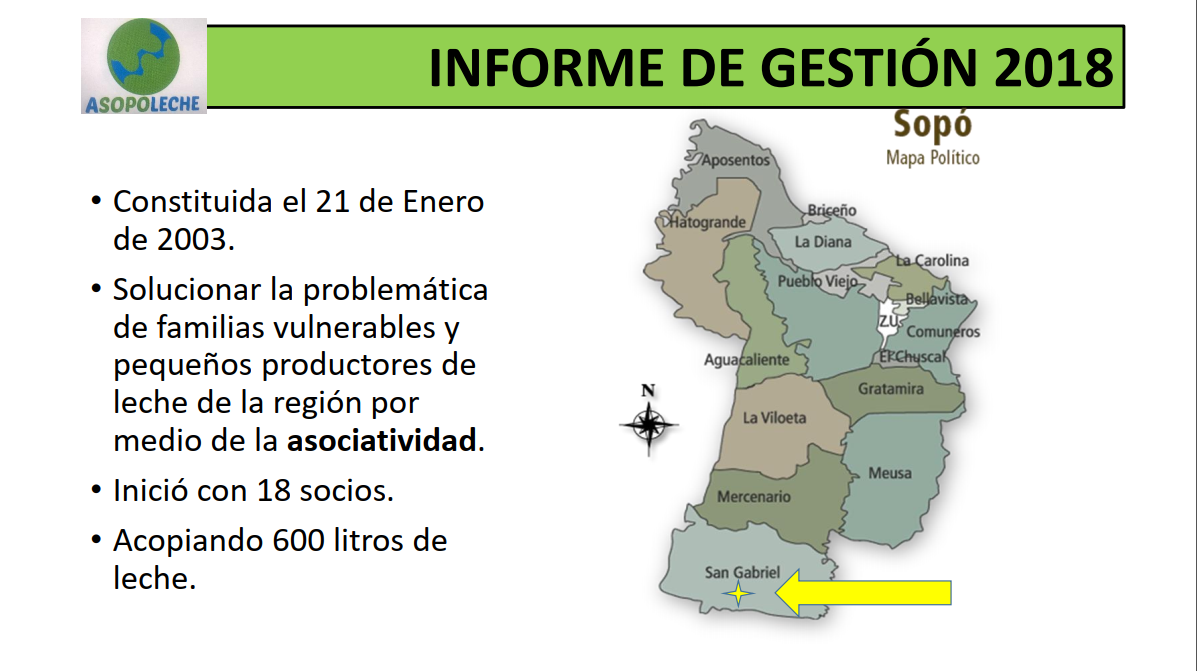 ASOPOLECHE
INFORME DE GESTIÓN 2018
• Constituida el 21 de Enero
de 2003.
• Solucionar la problemática
de familias vulnerables y
pequeños productores de
leche de la región por
medio de la asociatividad.
• Inició con 18 socios.
• Acopiando 600 litros de
leche.
Sopó
Mapa Político
Aposentos
Briceño
Hatogrande
La Diana
La Carolina
Pueblo Viejo
Bellavista
Z.U
Comuneros
El Chuscal
Aguacaliente
Gratamira
N
La Violeta
Meusa
Mercenario
San Gabriel